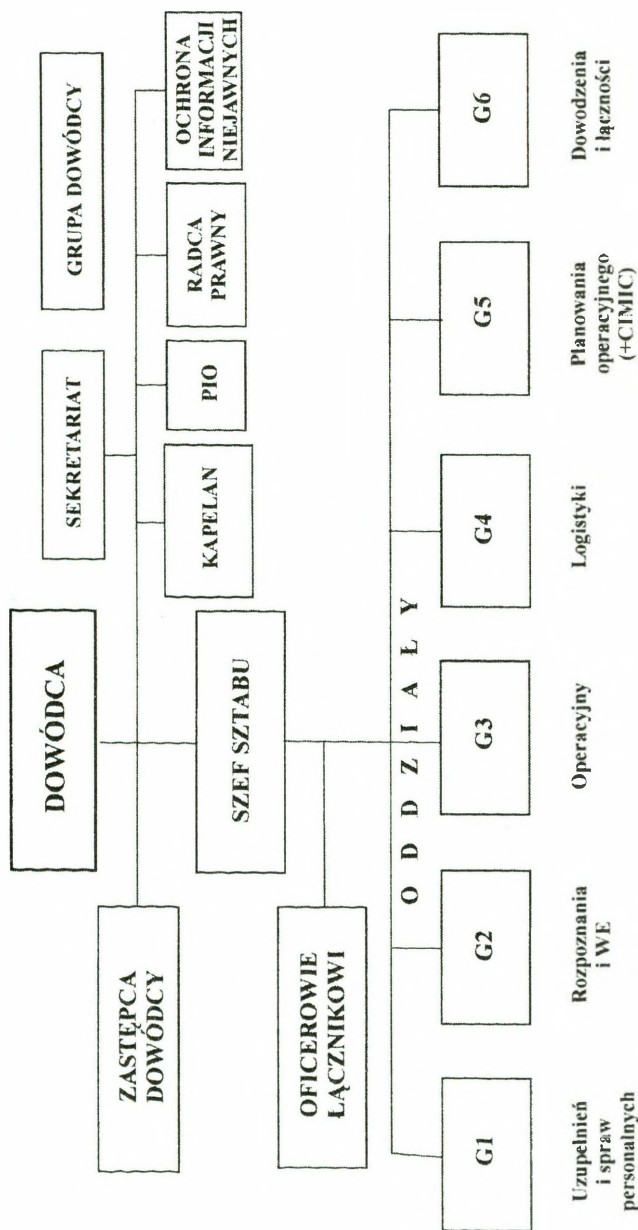 DOWÓDCA
SEKRETARIAT
GRUPA DOWÓDCY
ZASTĘPCA
DOWÓDCY
SZEF SZTABU
KAPELAN
PIO
RADCA
PRAWNY
OCHRONA
INFORMACJI
NIEJAWNYCH
OFICEROWIE
ŁĄCZNIKOWI
O D D Z I A Ł Y
G1
G2
G3
G4
G5
G6
Uzupełnień
i spraw
personalnych
Rozpoznania
i WE
Operacyjny
Logistyki
Planowania
operacyjnego
(+CIMIC)
Dowodzenia
i łączności